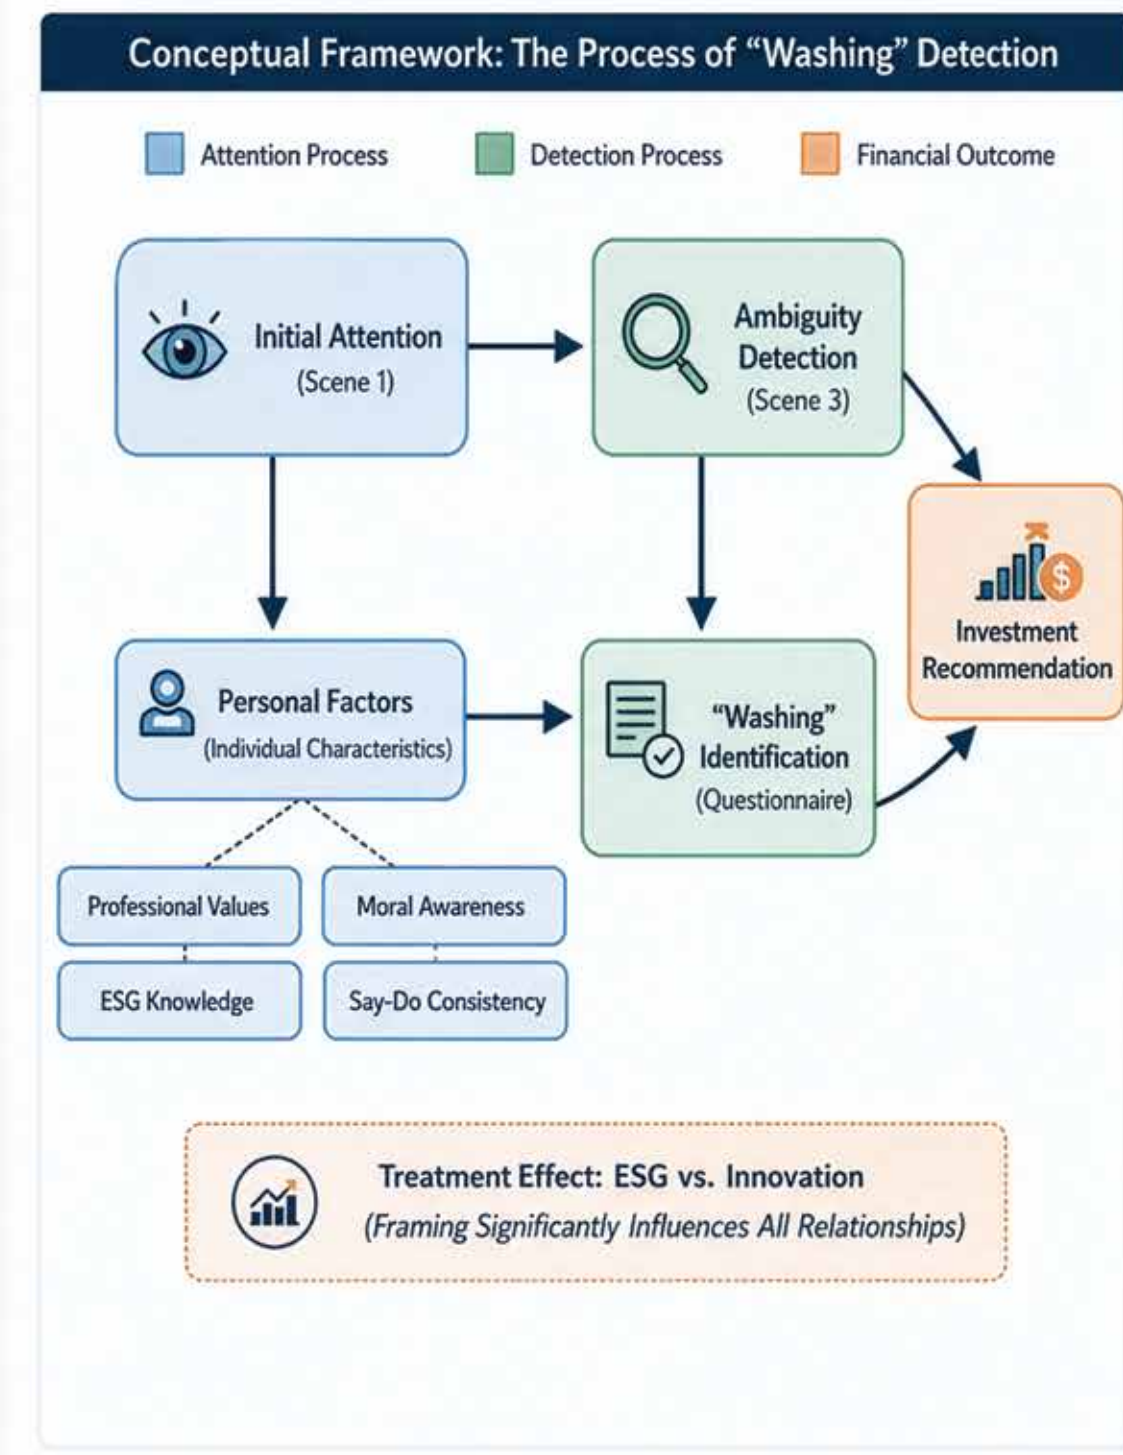 Conceptual Framework: The Process of “Washing” Detection
Attention Process
Detection Process
Financial Outcome
Initial Attention
(Scene 1)
Ambiguity
Detection
(Scene 3)
$
Investment
Recommendation
Personal Factors
(Individual Characteristics)
“Washing”
Identification
(Questionnaire)
Professional Values
Moral Awareness
ESG Knowledge
Say-Do Consistency
Treatment Effect: ESG vs. Innovation
(Framing Significantly Influences All Relationships)